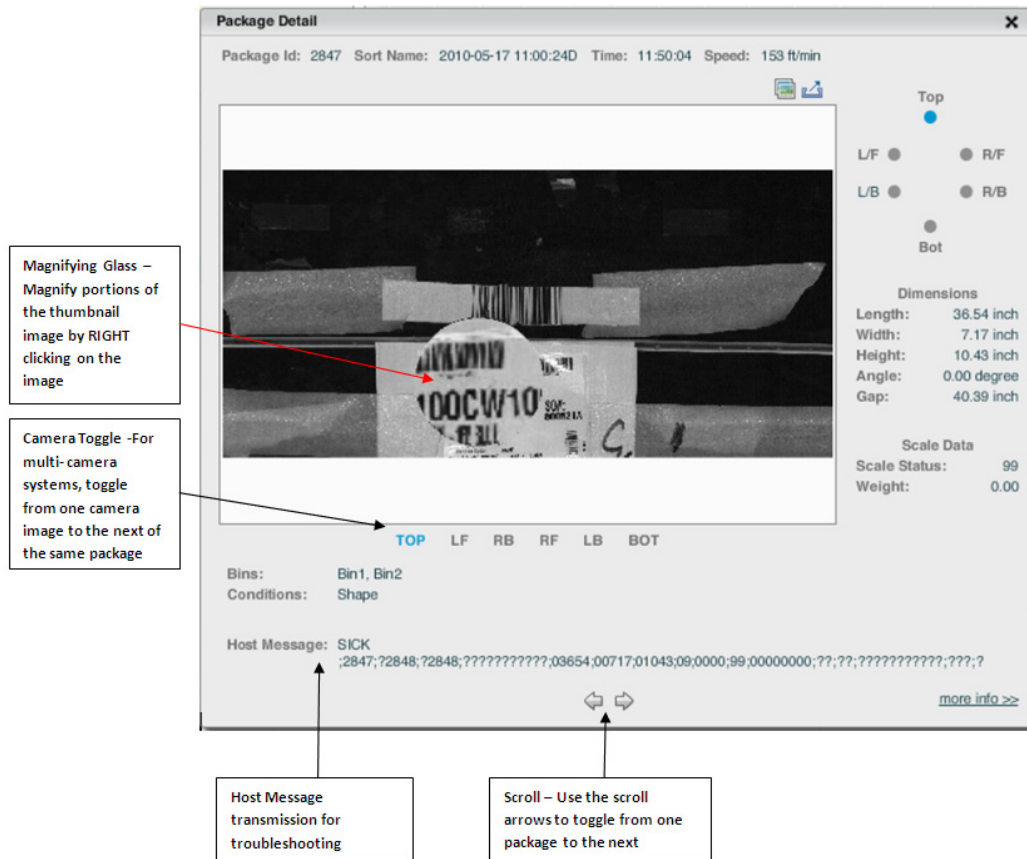 Package Detail
Package Id: 2847 Sort Name: 2010-05-17 11:00:24D Time: 11:50:04 Speed: 153 ft/min
Top
L/F
R/F
L/B
R/B
Bot
Magnifying Glass –
Magnify portions of
the thumbnail
image by RIGHT
clicking on the
image
100CW10
Dimensions
Length: 36.54 inch
Width: 7.17 inch
Height: 10.43 inch
Angle: 0.00 degree
Gap: 40.39 inch
Camera Toggle -For
multi-camera
systems, toggle
from one camera
image to the next of
the same package
Scale Data
Scale Status: 99
Weight: 0.00
TOP LF RB RF LB BOT
Bins: Bin1, Bin2
Conditions: Shape
Host Message: SICK
;2847;?2848;?2848;???????????;03654;00717;01043;09;0000;99;00000000;??;??;???????????;???;?
more info >>
Host Message
transmission for
troubleshooting
Scroll – Use the scroll
arrows to toggle from one
package to the next